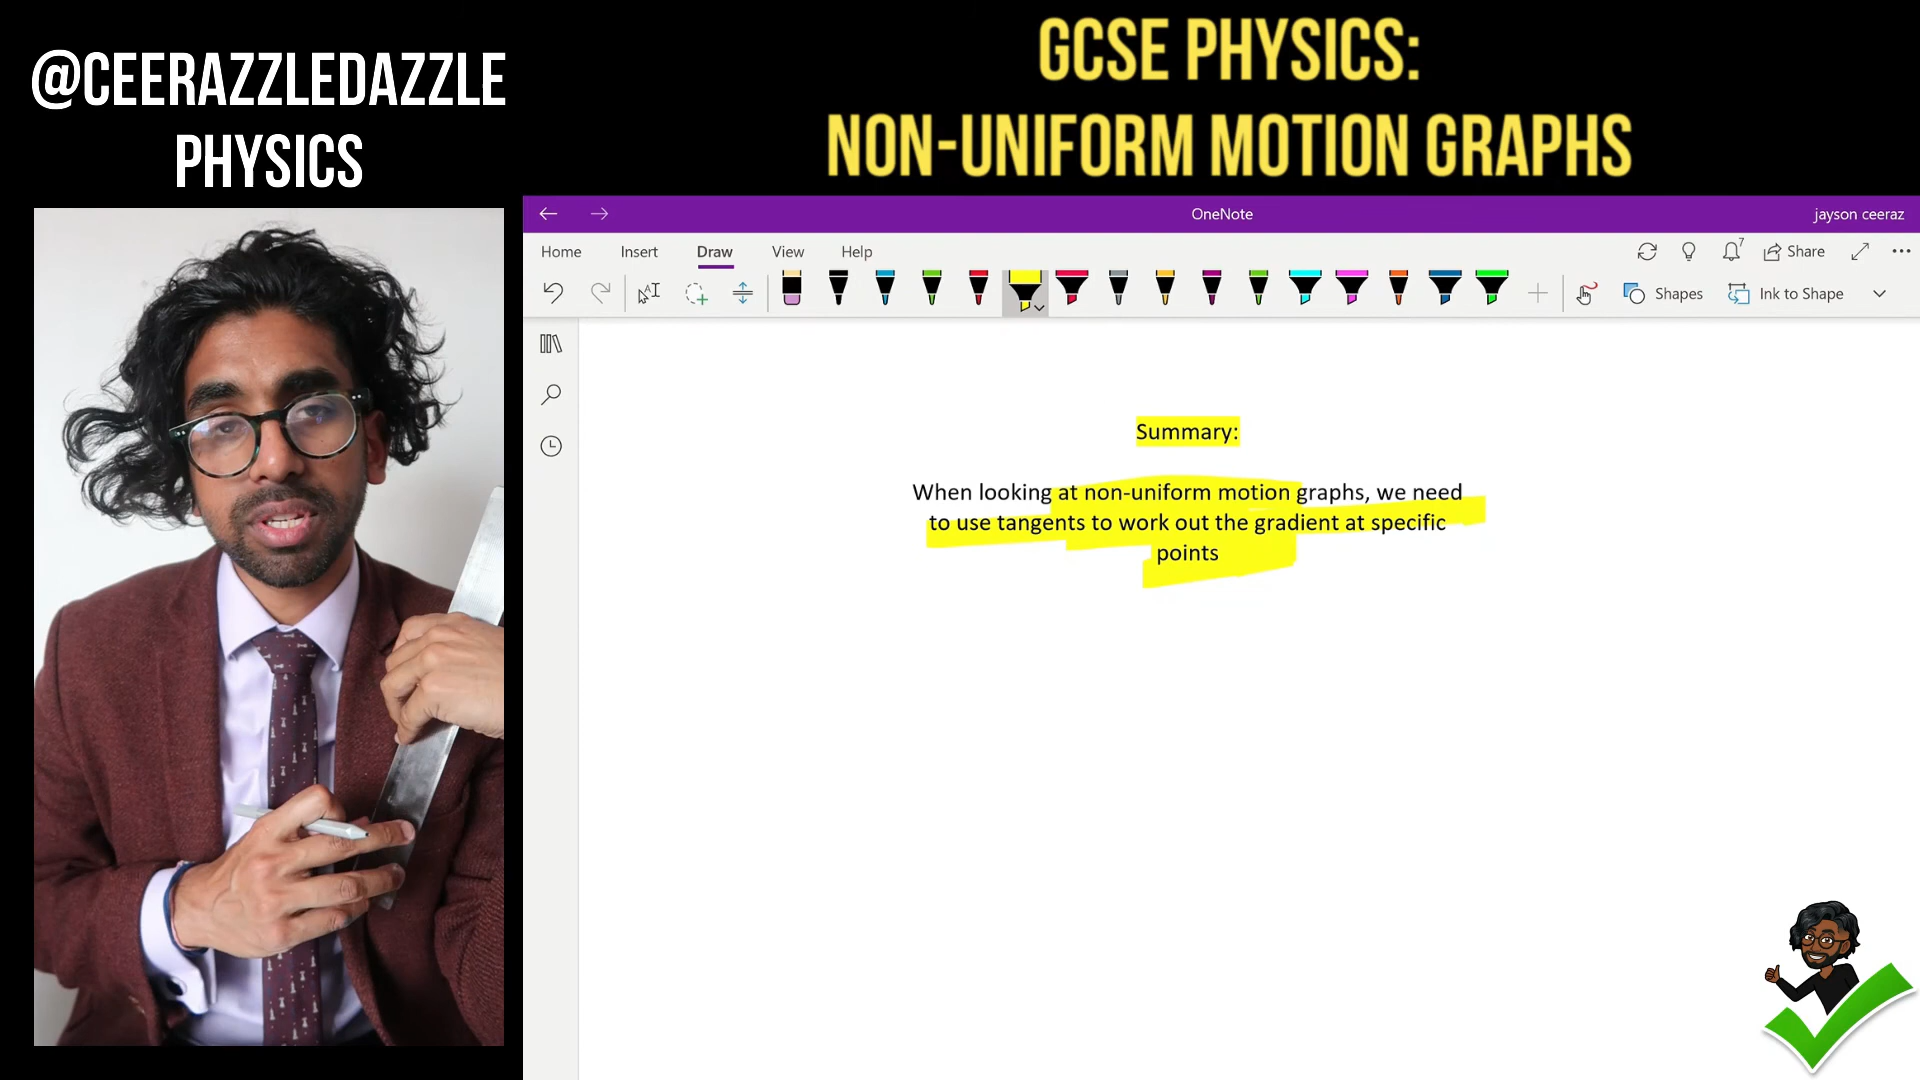 @CEERAZZLEDAZZLE
PHYSICS
GCSE PHYSICS:
NON-UNIFORM MOTION GRAPHS
OneNote
jayson ceeraz
Home Insert Draw View Help
7
Share
Shapes
Ink to Shape
Summary:
When looking at non-uniform motion graphs, we need
to use tangents to work out the gradient at specific
points